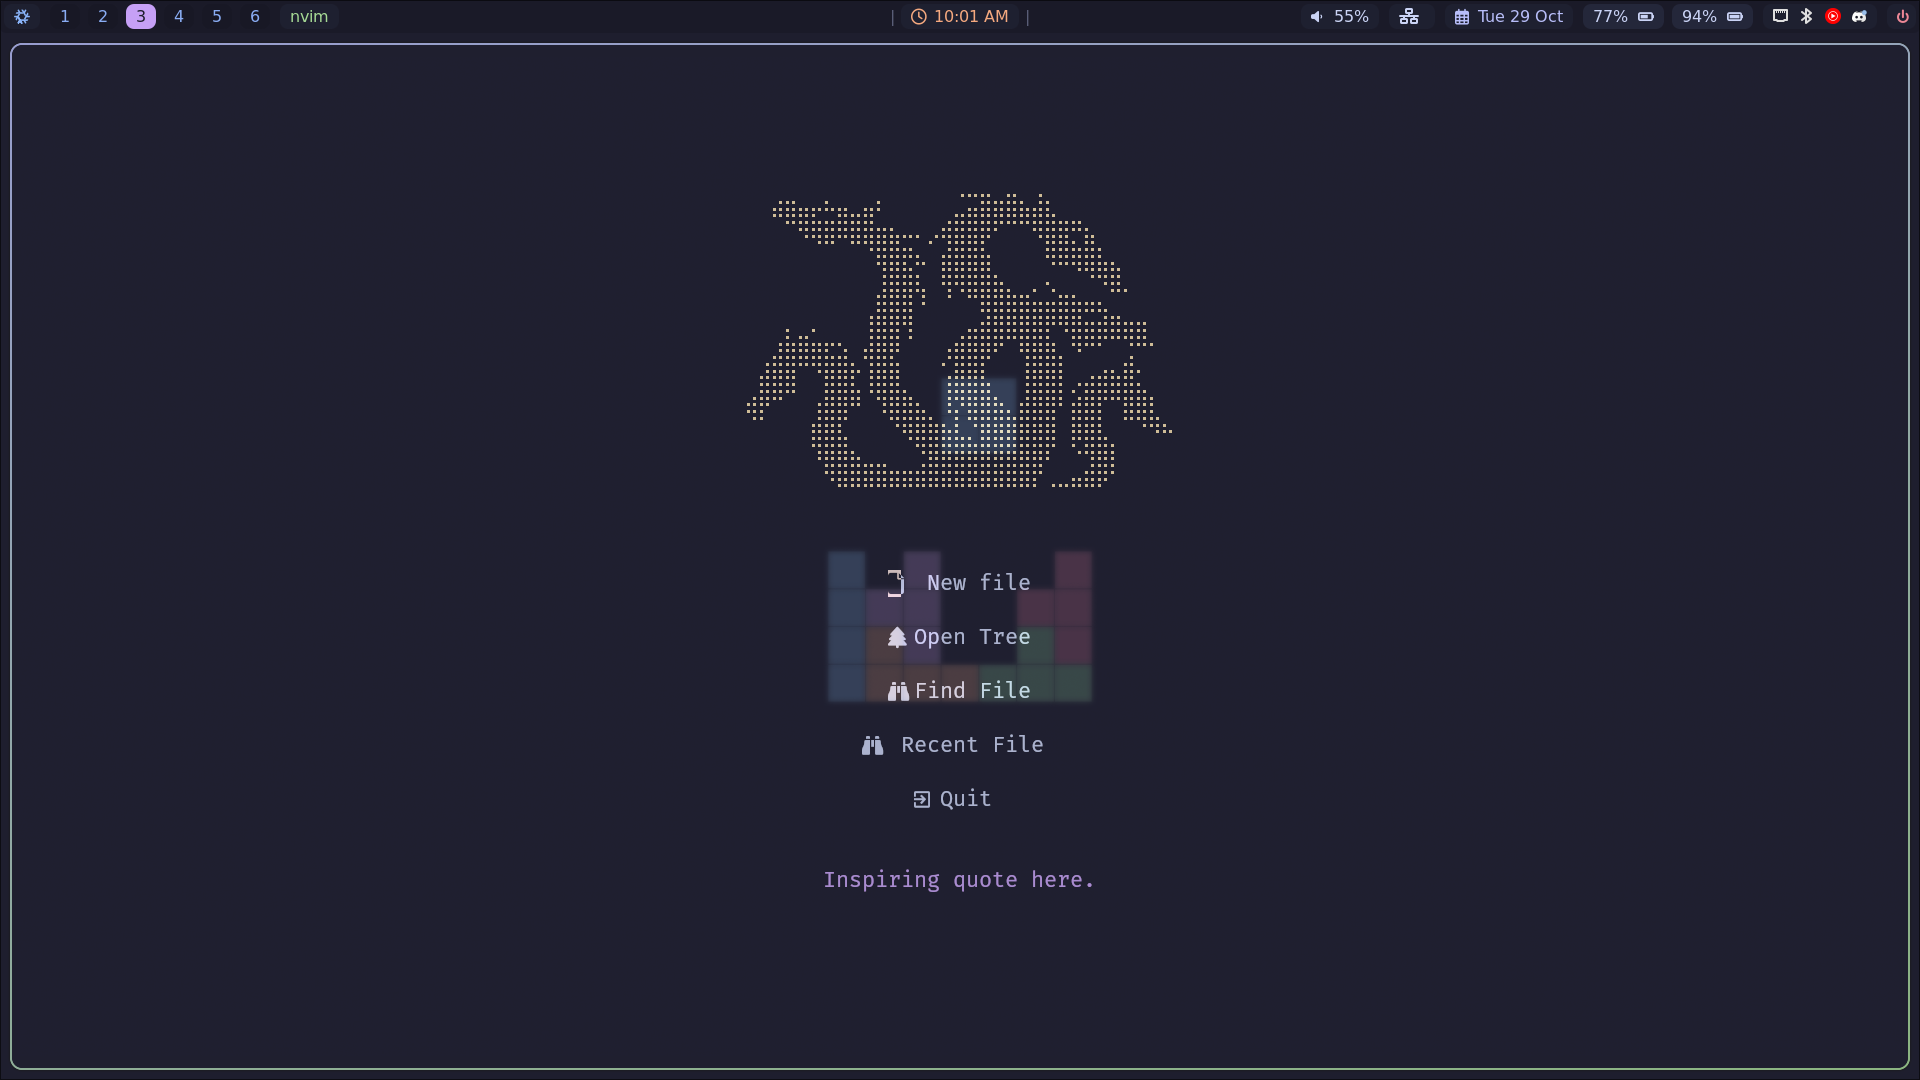 1 2 3 4 5 6 nvim | 10:01 AM | 55% Tue 29 Oct 77% 94%
New file
Open Tree
Find File
Recent File
Quit
Inspiring quote here.